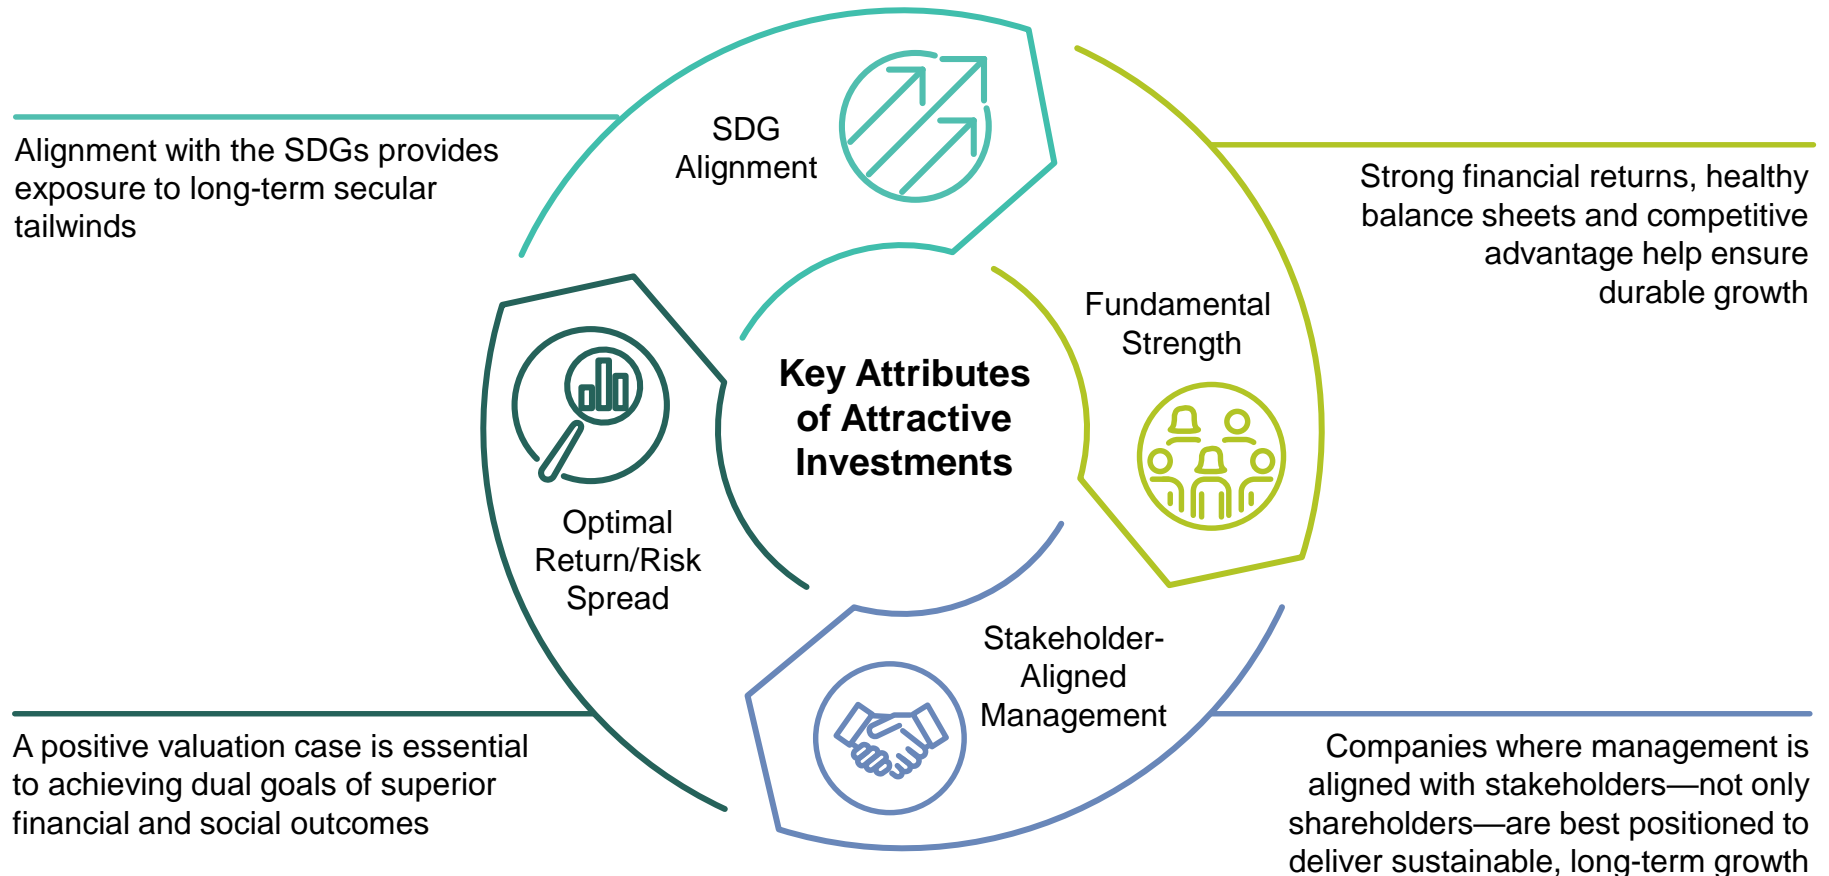 SDG
Alignment
Alignment with the SDGs provides
exposure to long-term secular
tailwinds
Strong financial returns, healthy
balance sheets and competitive
advantage help ensure
durable growth
Fundamental
Strength
Key Attributes
of Attractive
Investments
Optimal
Return/Risk
Spread
Stakeholder-
Aligned
Management
A positive valuation case is essential
to achieving dual goals of superior
financial and social outcomes
Companies where management is
aligned with stakeholders—not only
shareholders—are best positioned to
deliver sustainable, long-term growth